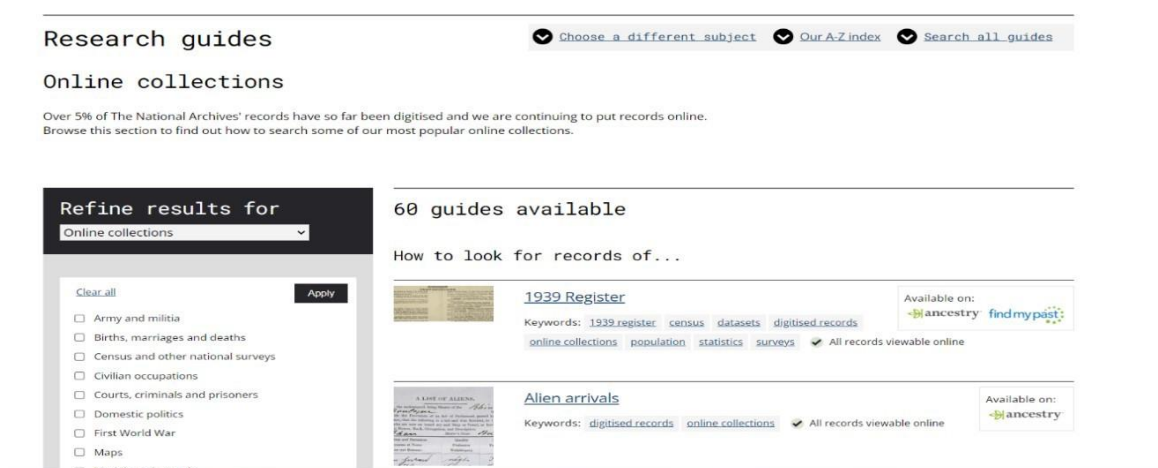 Research guides
Choose a different subject
Our A-Z index
Search all guides
Online collections
Over 5% of The National Archives' records have so far been digitised and we are continuing to put records online.
Browse this section to find out how to search some of our most popular online collections.
Refine results for
Online collections
Clear all
Apply
Army and militia
Births, marriages and deaths
Census and other national surveys
Civilian occupations
Courts, criminals and prisoners
Domestic politics
First World War
Maps
60 guides available
How to look for records of...
1939 Register
Available on:
ancestry findmypast
Keywords: 1939 register census datasets digitised records
online collections population statistics surveys All records viewable online
A LIST OF ALIENS,
Alien arrivals
Available on:
ancestry
Keywords: digitised records online collections All records viewable online